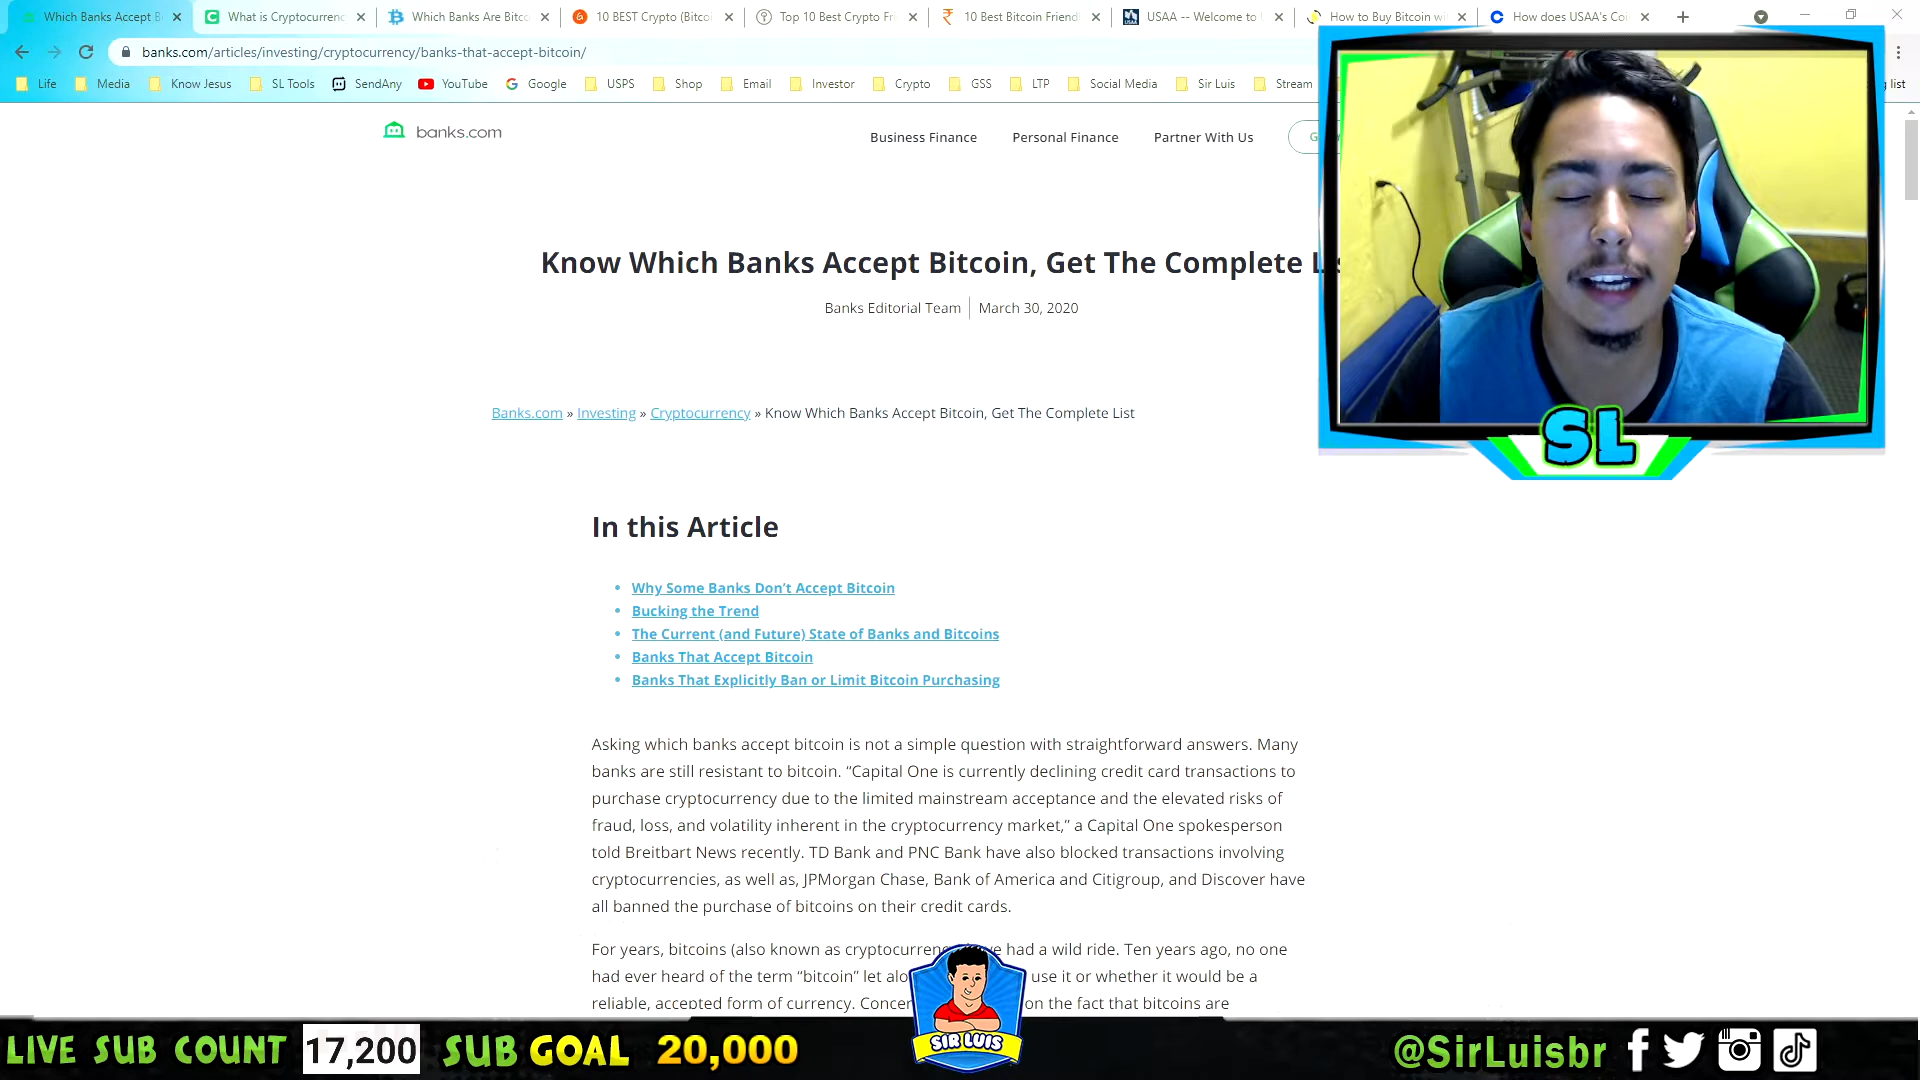 Which Banks Accept B
What is Cryptocurrenc
Which Banks Are Bitco
10 BEST Crypto (Bitcoi
Top 10 Best Crypto Fri
10 Best Bitcoin Friend
USAA -- Welcome to
How to Buy Bitcoin wi
How does USAA's Coi
banks.com/articles/investing/cryptocurrency/banks-that-accept-bitcoin/
Life
Media
Know Jesus
SL Tools
SendAny
YouTube
Google
USPS
Shop
Email
Investor
Crypto
GSS
LTP
Social Media
Sir Luis
Stream
list
banks.com
Business Finance
Personal Finance
Partner With Us
Know Which Banks Accept Bitcoin, Get The Complete
Banks Editorial Team
March 30, 2020
SL
Banks.com » Investing » Cryptocurrency » Know Which Banks Accept Bitcoin, Get The Complete List
In this Article
• Why Some Banks Don’t Accept Bitcoin
• Bucking the Trend
• The Current (and Future) State of Banks and Bitcoins
• Banks That Accept Bitcoin
• Banks That Explicitly Ban or Limit Bitcoin Purchasing
Asking which banks accept bitcoin is not a simple question with straightforward answers. Many
banks are still resistant to bitcoin. “Capital One is currently declining credit card transactions to
purchase cryptocurrency due to the limited mainstream acceptance and the elevated risks of
fraud, loss, and volatility inherent in the cryptocurrency market,” a Capital One spokesperson
told Breitbart News recently. TD Bank and PNC Bank have also blocked transactions involving
cryptocurrencies, as well as, JPMorgan Chase, Bank of America and Citigroup, and Discover have
all banned the purchase of bitcoins on their credit cards.
For years, bitcoins (also known as cryptocurrenc had a wild ride. Ten years ago, no one
had ever heard of the term “bitcoin” let alo use it or whether it would be a
reliable, accepted form of currency. Concer on the fact that bitcoins are
SIR LUIS
LIVE SUB COUNT 17,200 SUB GOAL 20,000
@SirLuisbr